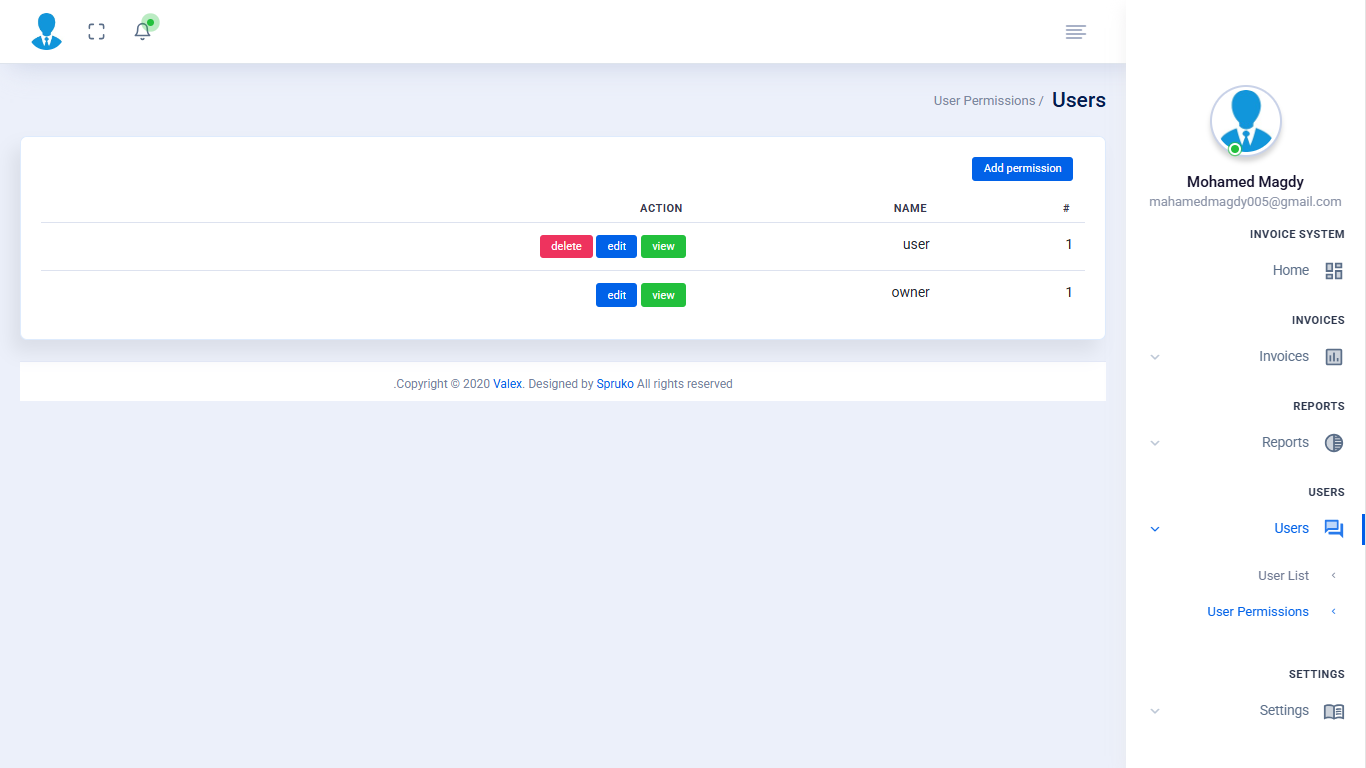 Users
User Permissions /
Add permission
# NAME ACTION
1 user view edit delete
1 owner view edit
.Copyright © 2020 Valex. Designed by Spruko All rights reserved
Mohamed Magdy
mahamedmagdy005@gmail.com
INVOICE SYSTEM
Home
INVOICES
Invoices
REPORTS
Reports
USERS
Users
User List
User Permissions
SETTINGS
Settings